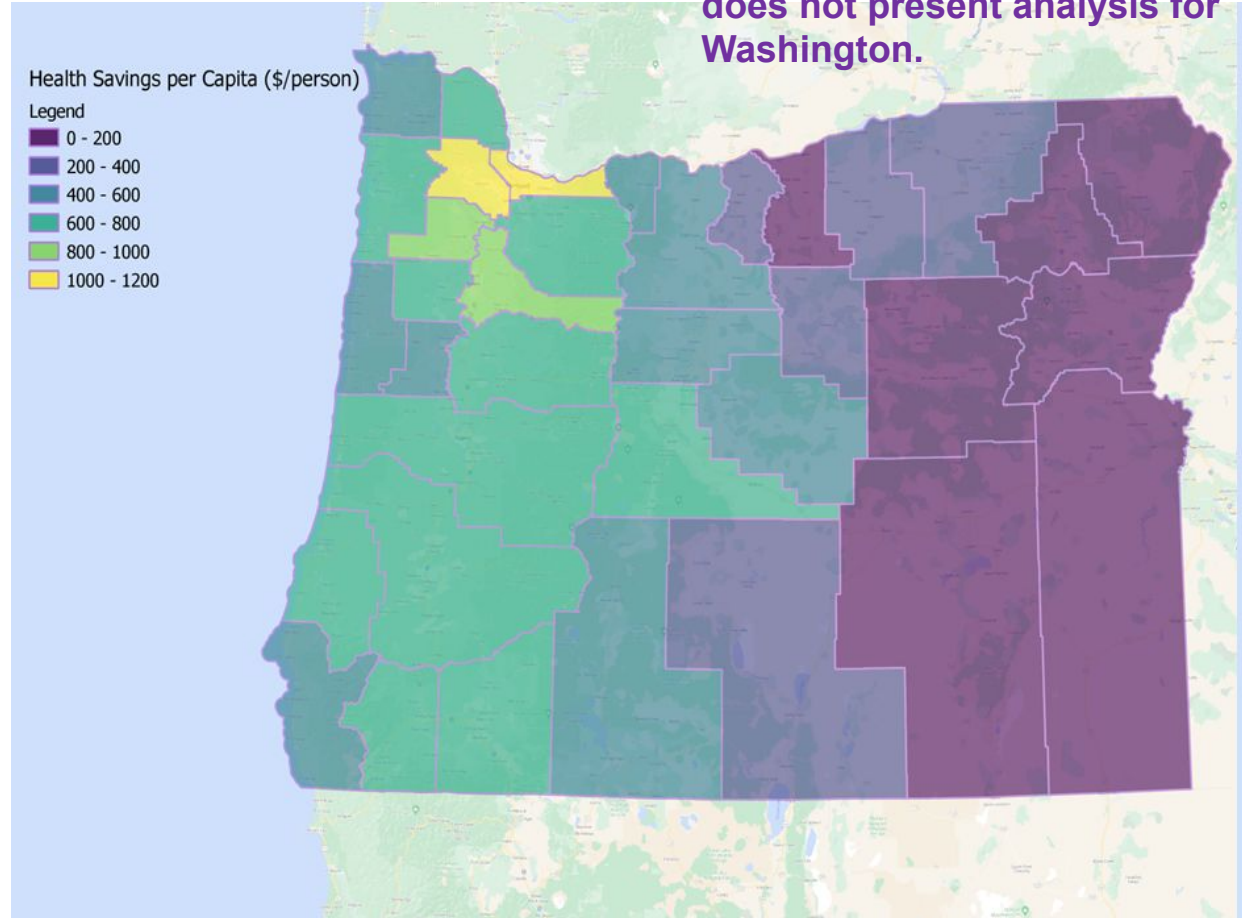 does not present analysis for
Washington.
Health Savings per Capita ($/person)
Legend
0 - 200
200 - 400
400 - 600
600 - 800
800 - 1000
1000 - 1200